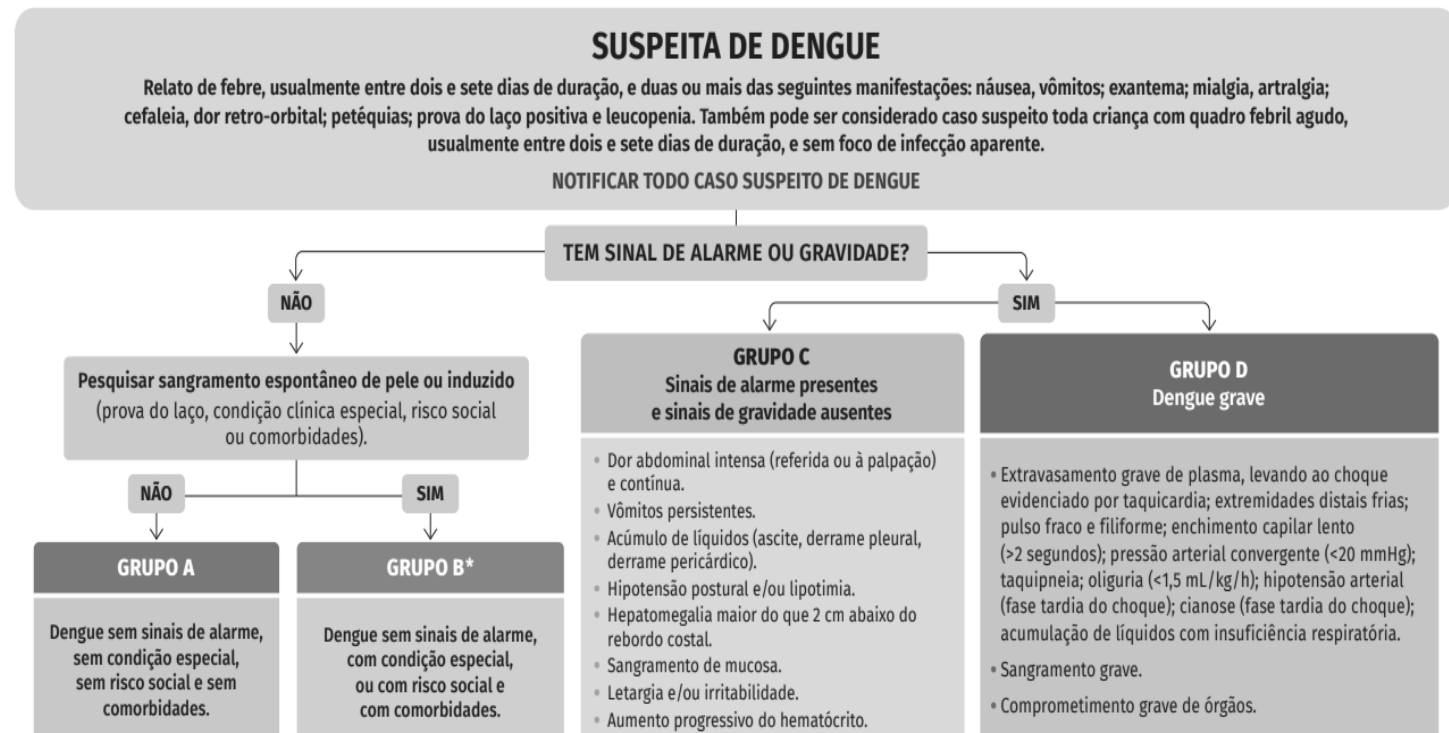 SUSPEITA DE DENGUE
Relato de febre, usualmente entre dois e sete dias de duração, e duas ou mais das seguintes manifestações: náusea, vômitos; exantema; mialgia, artralgia;
cefaleia, dor retro-orbital; petéquias; prova do laço positiva e leucopenia. Também pode ser considerado caso suspeito toda criança com quadro febril agudo,
usualmente entre dois e sete dias de duração, e sem foco de infecção aparente.
NOTIFICAR TODO CASO SUSPEITO DE DENGUE
TEM SINAL DE ALARME OU GRAVIDADE?
NÃO
SIM
Pesquisar sangramento espontâneo de pele ou induzido
(prova do laço, condição clínica especial, risco social
ou comorbidades).
NÃO
SIM
GRUPO A
Dengue sem sinais de alarme,
sem condição especial,
sem risco social e sem
comorbidades.
GRUPO B*
Dengue sem sinais de alarme,
com condição especial,
ou com risco social e
com comorbidades.
GRUPO C
Sinais de alarme presentes
e sinais de gravidade ausentes
• Dor abdominal intensa (referida ou à palpação)
e contínua.
• Vômitos persistentes.
• Acúmulo de líquidos (ascite, derrame pleural,
derrame pericárdico).
• Hipotensão postural e/ou lipotimia.
• Hepatomegalia maior do que 2 cm abaixo do
rebordo costal.
• Sangramento de mucosa.
• Letargia e/ou irritabilidade.
• Aumento progressivo do hematócrito.
GRUPO D
Dengue grave
• Extravasamento grave de plasma, levando ao choque
evidenciado por taquicardia; extremidades distais frias;
pulso fraco e filiforme; enchimento capilar lento
(>2 segundos); pressão arterial convergente (<20 mmHg);
taquipneia; oliguria (<1,5 mL/kg/h); hipotensão arterial
(fase tardia do choque); cianose (fase tardia do choque);
acumulação de líquidos com insuficiência respiratória.
• Sangramento grave.
• Comprometimento grave de órgãos.